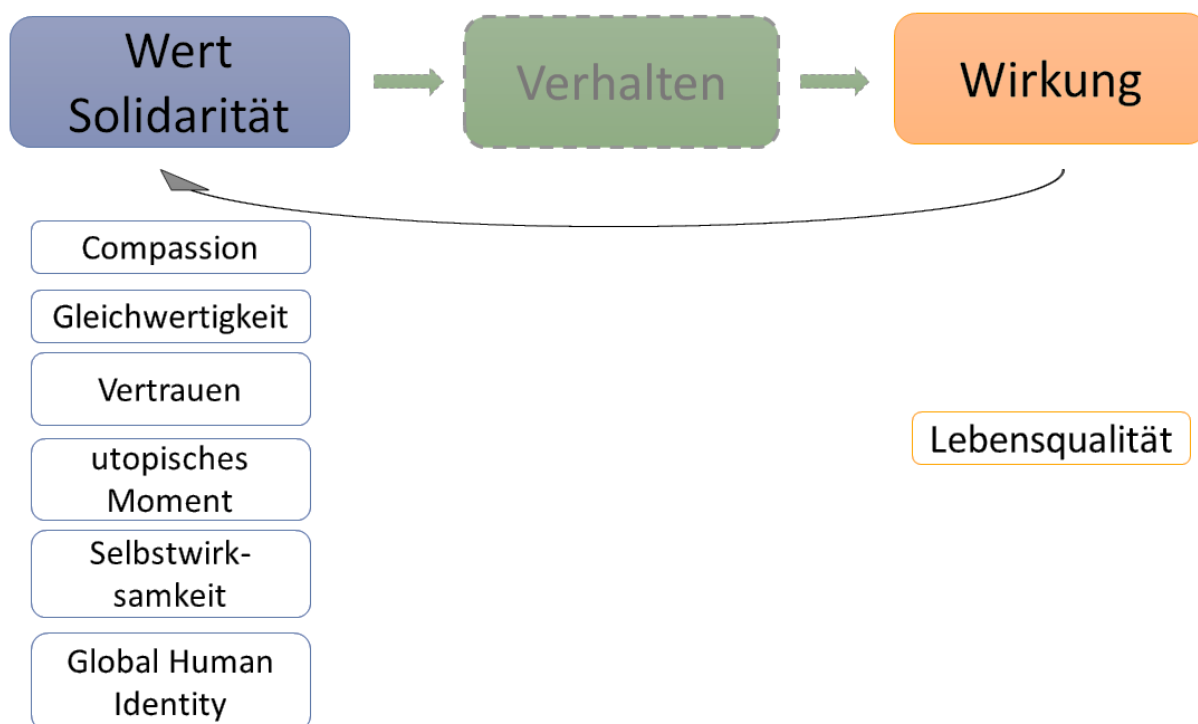 Wert
Solidarität
Verhalten
Wirkung
Compassion
Gleichwertigkeit
Vertrauen
utopisches
Moment
Selbstwirk-
samkeit
Global Human
Identity
Lebensqualität